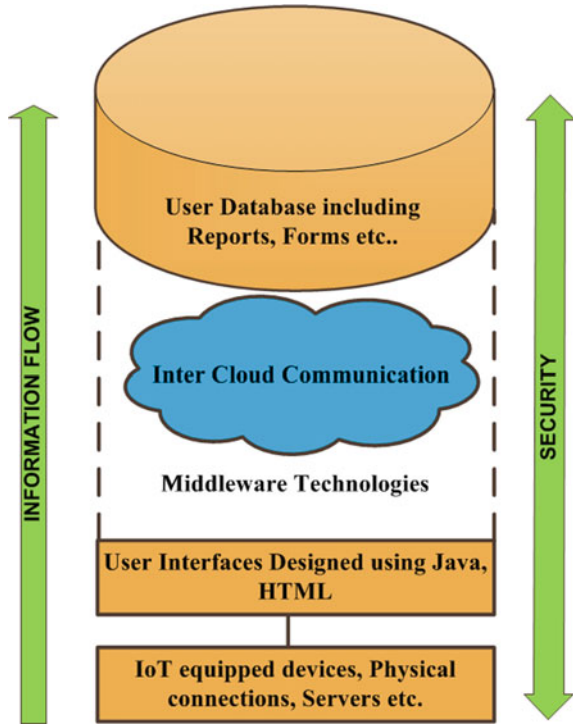 User Database including
Reports, Forms etc..
INFORMATION FLOW
Inter Cloud Communication
SECURITY
Middleware Technologies
User Interfaces Designed using Java,
HTML
IoT equipped devices, Physical
connections, Servers etc.